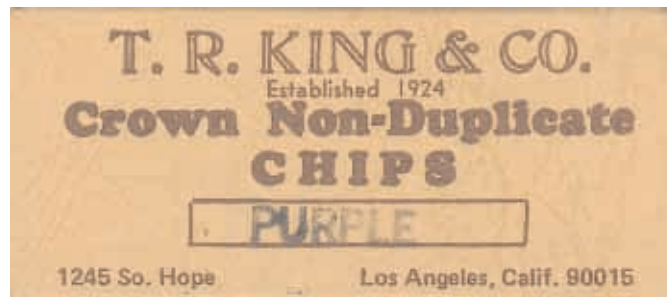 T. R. KING & CO.
Established 1924
Crown Non-Duplicate
CHIPS
PURPLE
1245 So. Hope Los Angeles, Calif. 90015